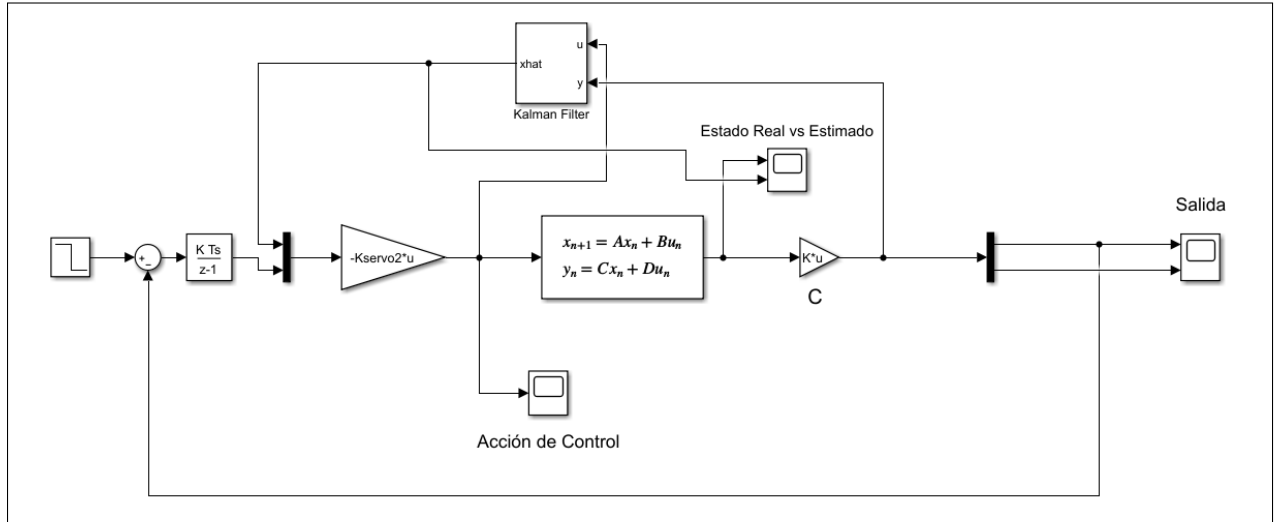 u
xhat
y
Kalman Filter
Estado Real vs Estimado
Salida
+
−
K Ts
z-1
-Kservo2*u
xₙ₊₁ = Axₙ + Buₙ
yₙ = Cxₙ + Duₙ
K*u
C
Acción de Control